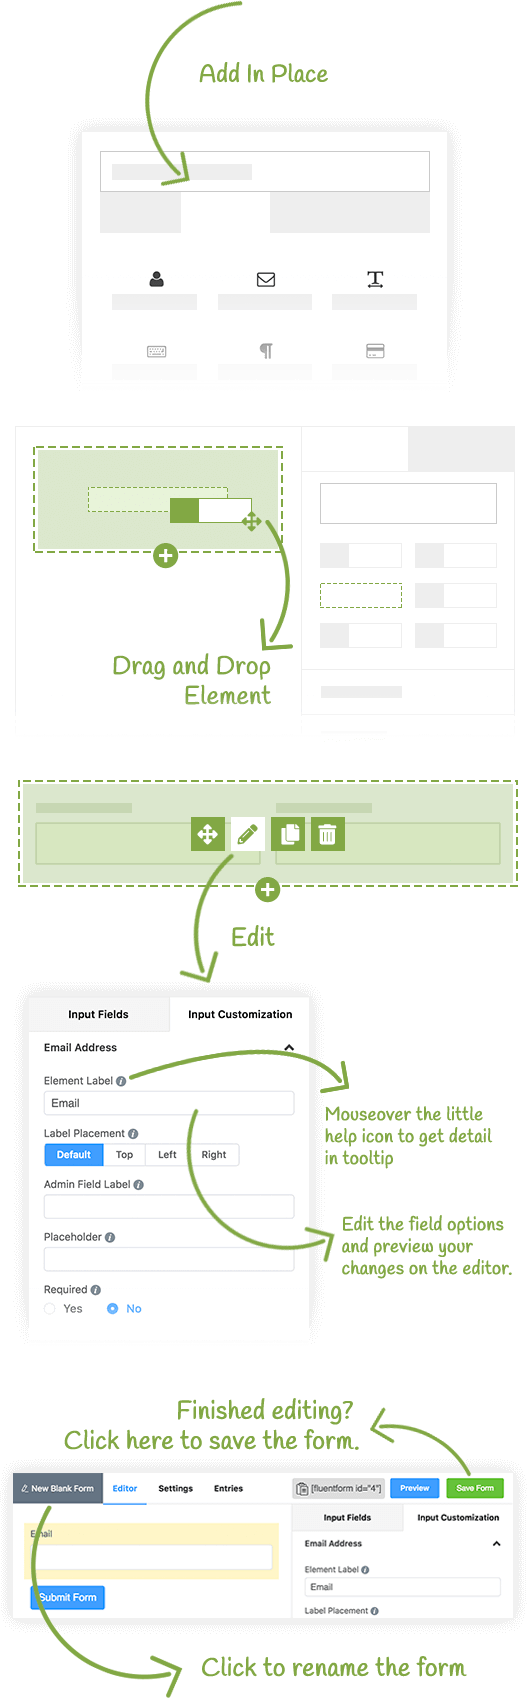 Add In Place
Drag and Drop
Element
Edit
Input Fields
Input Customization
Email Address
Element Label
Email
Label Placement
Default
Top
Left
Right
Admin Field Label
Placeholder
Required
Yes
No
Mouseover the little
help icon to get detail
in tooltip
Edit the field options
and preview your
changes on the editor.
Finished editing?
Click here to save the form.
New Blank Form
Editor
Settings
Entries
[fluentform id="4"]
Preview
Save Form
Email
Submit Form
Input Fields
Input Customization
Email Address
Element Label
Email
Label Placement
Click to rename the form